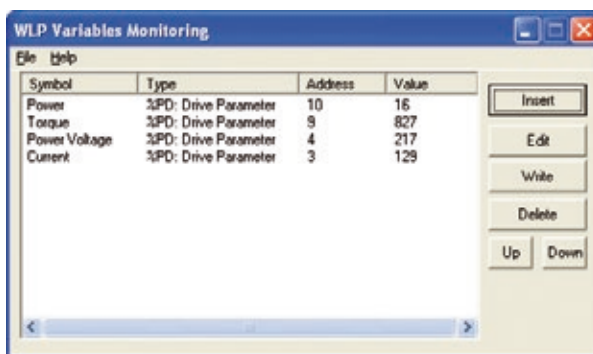 WLP Variables Monitoring
File Help
Symbol Type Address Value
Power %PD: Drive Parameter 10 16
Torque %PD: Drive Parameter 9 827
Power Voltage %PD: Drive Parameter 4 217
Current %PD: Drive Parameter 3 129
Insert
Edit
Write
Delete
Up Down